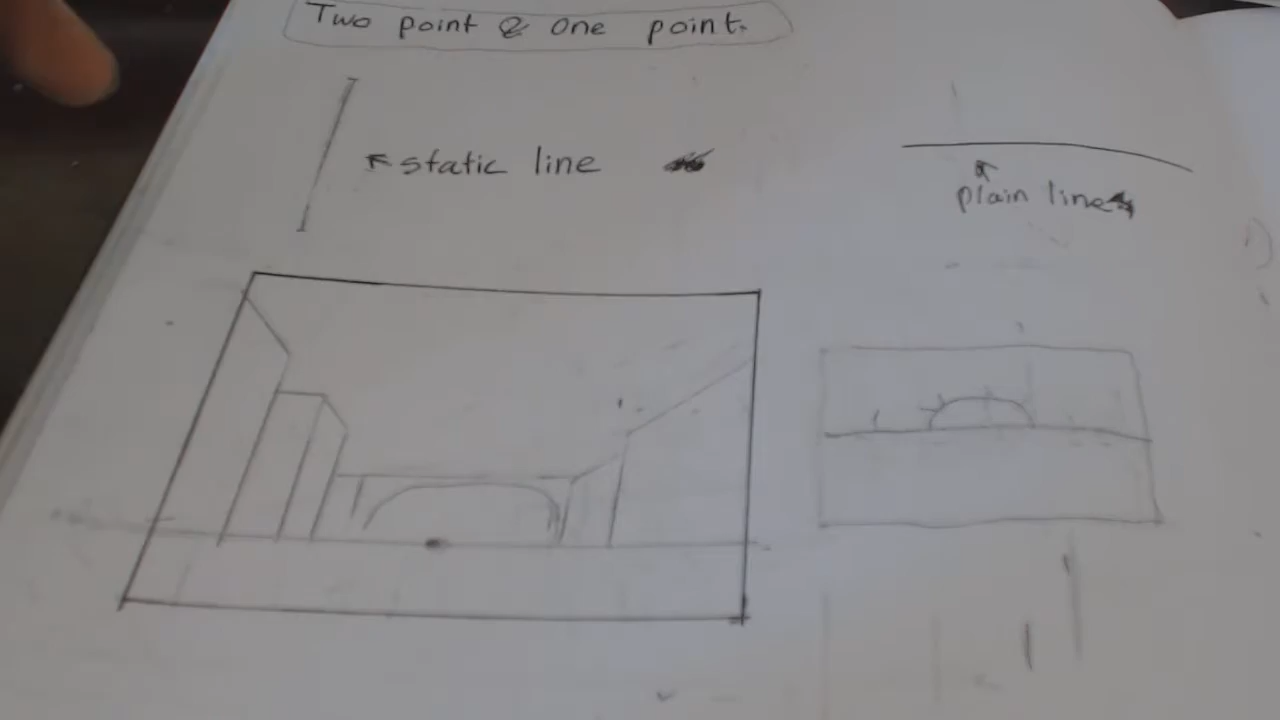 Two point & one point.
static line
plain line